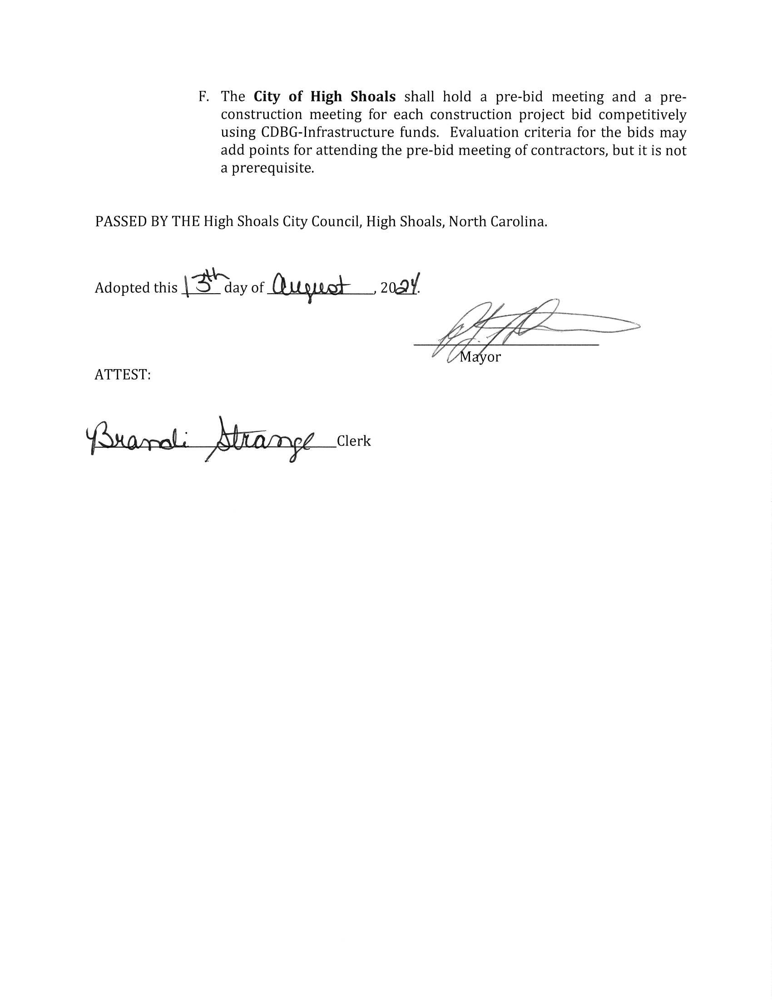 F. The City of High Shoals shall hold a pre-bid meeting and a pre-
construction meeting for each construction project bid competitively
using CDBG-Infrastructure funds. Evaluation criteria for the bids may
add points for attending the pre-bid meeting of contractors, but it is not
a prerequisite.
PASSED BY THE High Shoals City Council, High Shoals, North Carolina.
Adopted this 13th day of August, 2024.
Mayor
ATTEST:
Brandi Strange Clerk